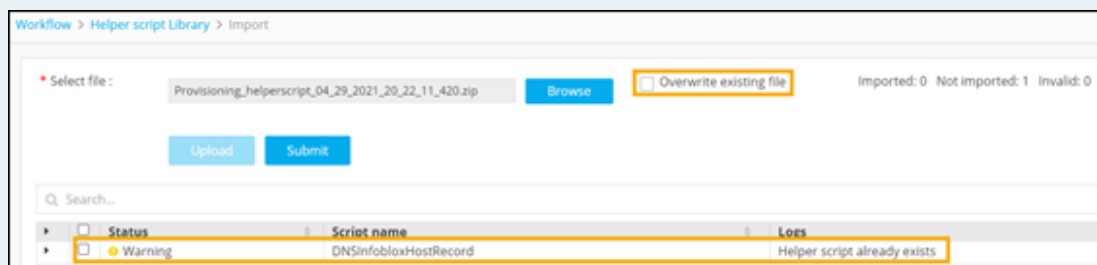 Workflow > Helper script Library > Import
* Select file :
Provisioning_helperscript_04_29_2021_20_22_11_420.zip
Browse
Overwrite existing file
Imported: 0 Not imported: 1 Invalid: 0
Upload
Submit
Search...
Status Script name Logs
Warning DNSInfobloxHostRecord Helper script already exists